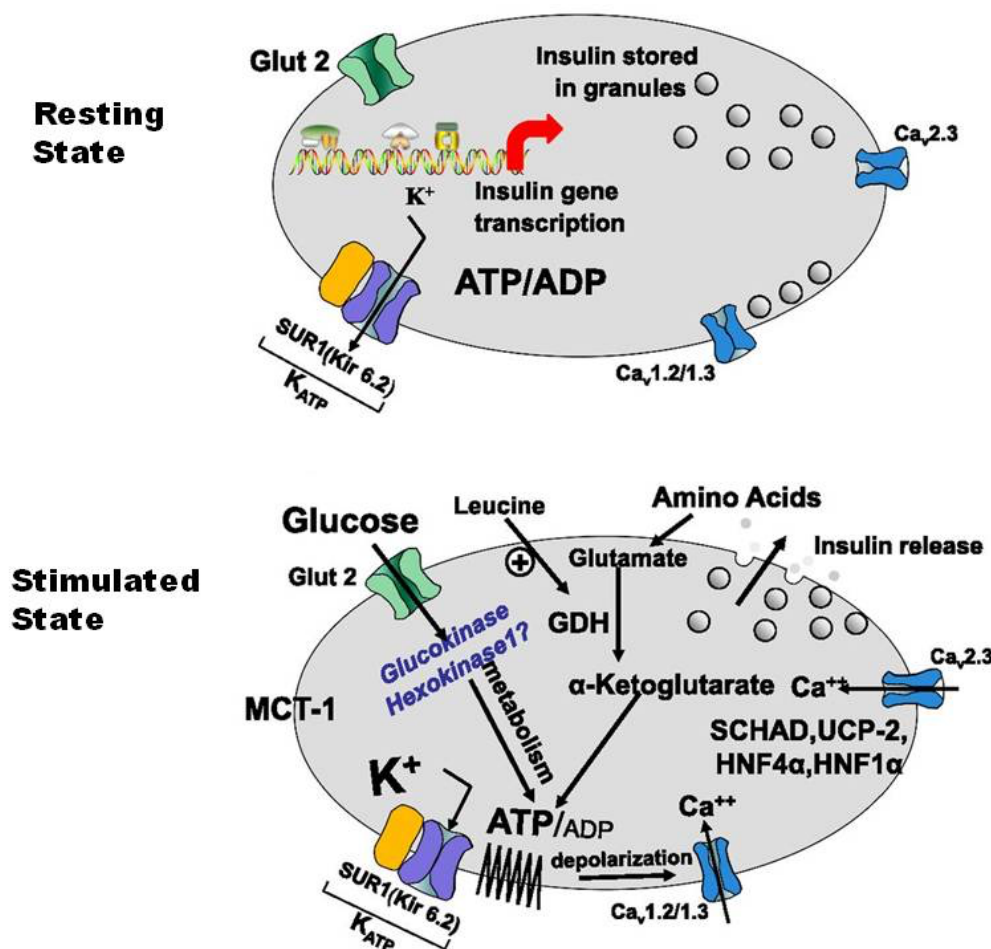 Resting
State
Glut 2
Insulin stored
in granules
Caᵥ2.3
K⁺
Insulin gene
transcription
ATP/ADP
SUR1(Kir 6.2)
K_ATP
Caᵥ1.2/1.3
Stimulated
State
Glucose
Leucine
Amino Acids
Glut 2
+
Glutamate
Insulin release
GDH
Glucokinase
Hexokinase1?
metabolism
α-Ketoglutarate
Ca⁺⁺
Caᵥ2.3
MCT-1
SCHAD,UCP-2,
HNF4α,HNF1α
K⁺
ATP/ADP
Ca⁺⁺
depolarization
SUR1(Kir 6.2)
K_ATP
Caᵥ1.2/1.3